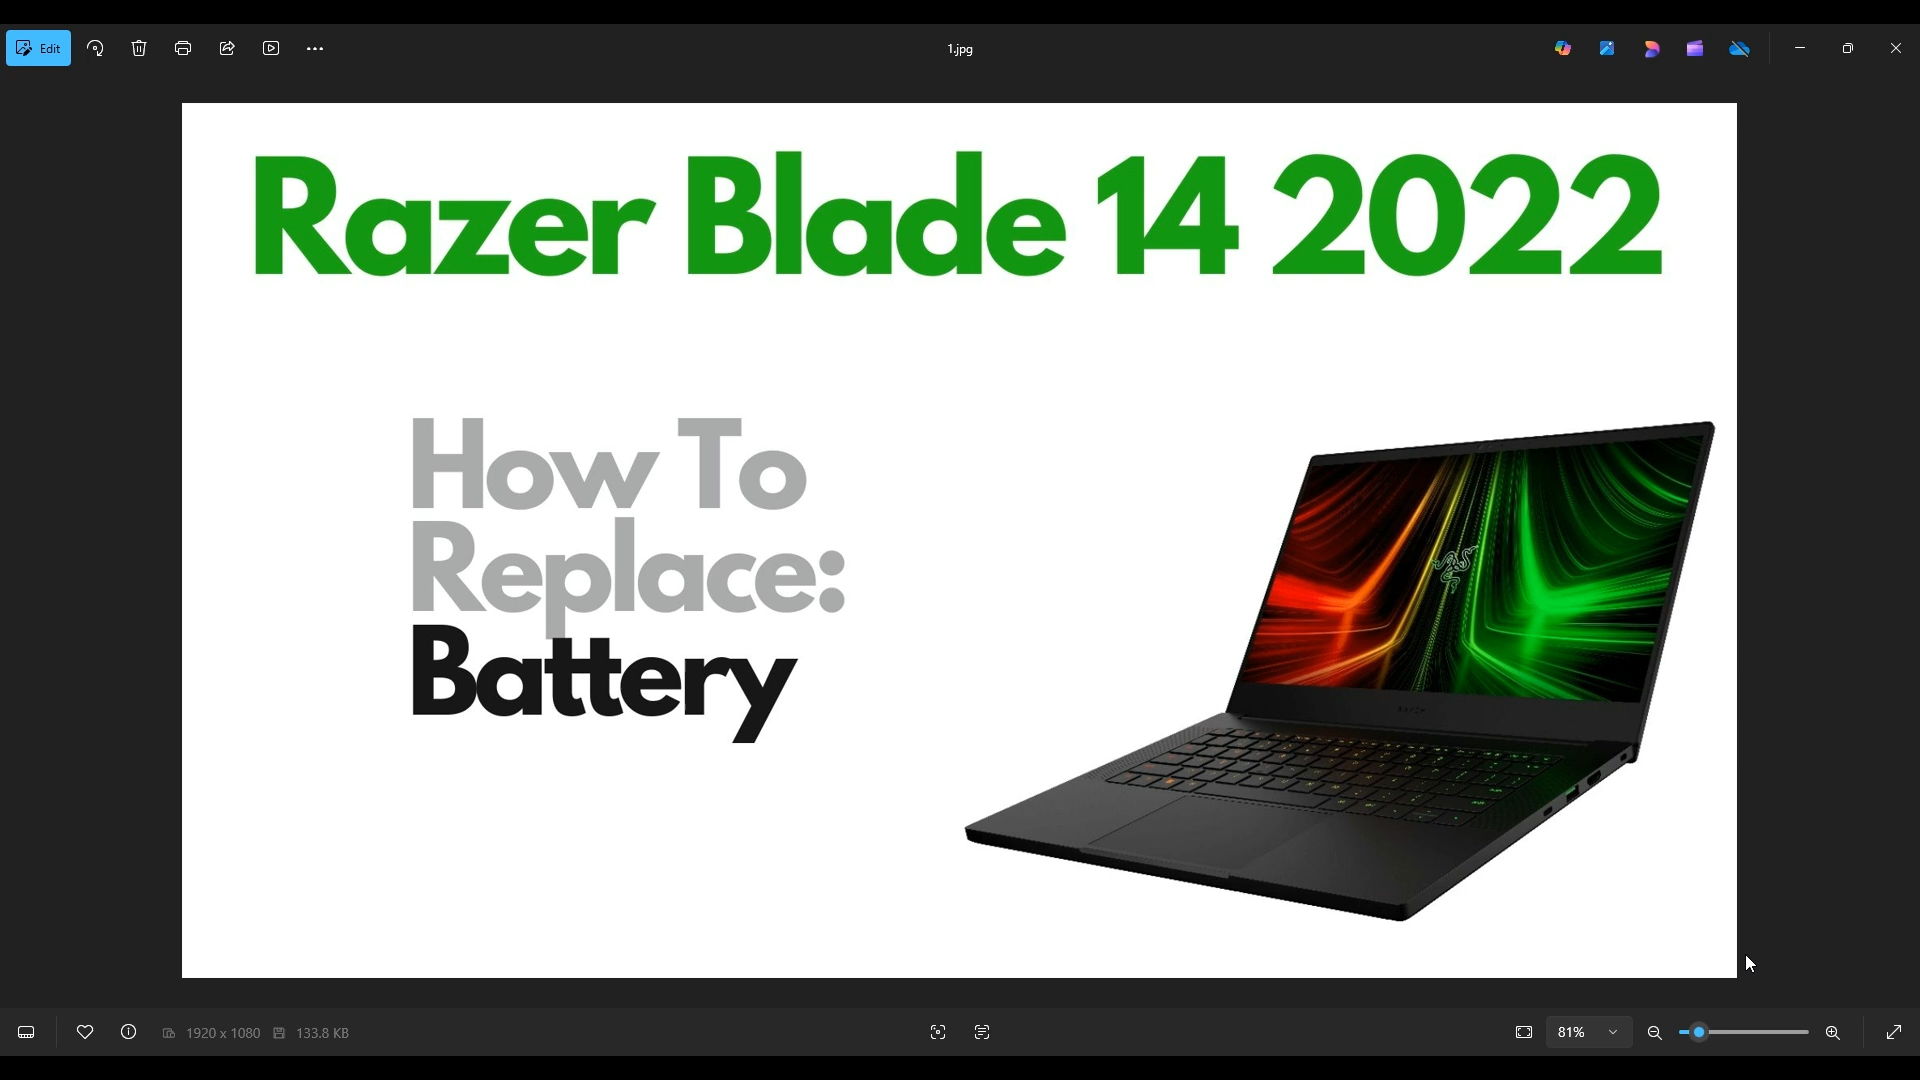 Edit
1.jpg
Razer Blade 14 2022
How To
Replace:
Battery
1920 x 1080
133.8 KB
81%